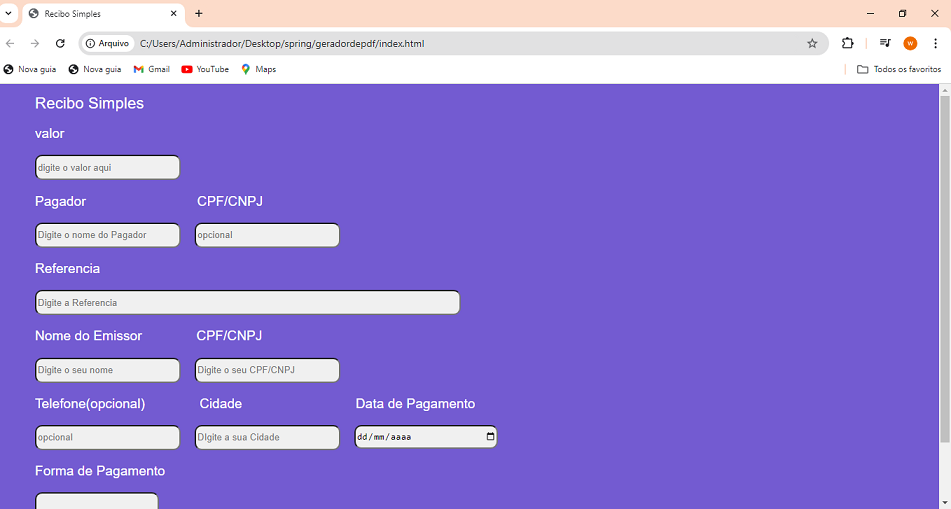 Recibo Simples
Arquivo C:/Users/Administrador/Desktop/spring/geradordepdf/index.html w
Nova guia Nova guia Gmail YouTube Maps Todos os favoritos
Recibo Simples
valor
digite o valor aqui
Pagador CPF/CNPJ
Digite o nome do Pagador opcional
Referencia
Digite a Referencia
Nome do Emissor CPF/CNPJ
Digite o seu nome Digite o seu CPF/CNPJ
Telefone(opcional) Cidade Data de Pagamento
opcional DIgite a sua Cidade dd/mm/aaaa
Forma de Pagamento